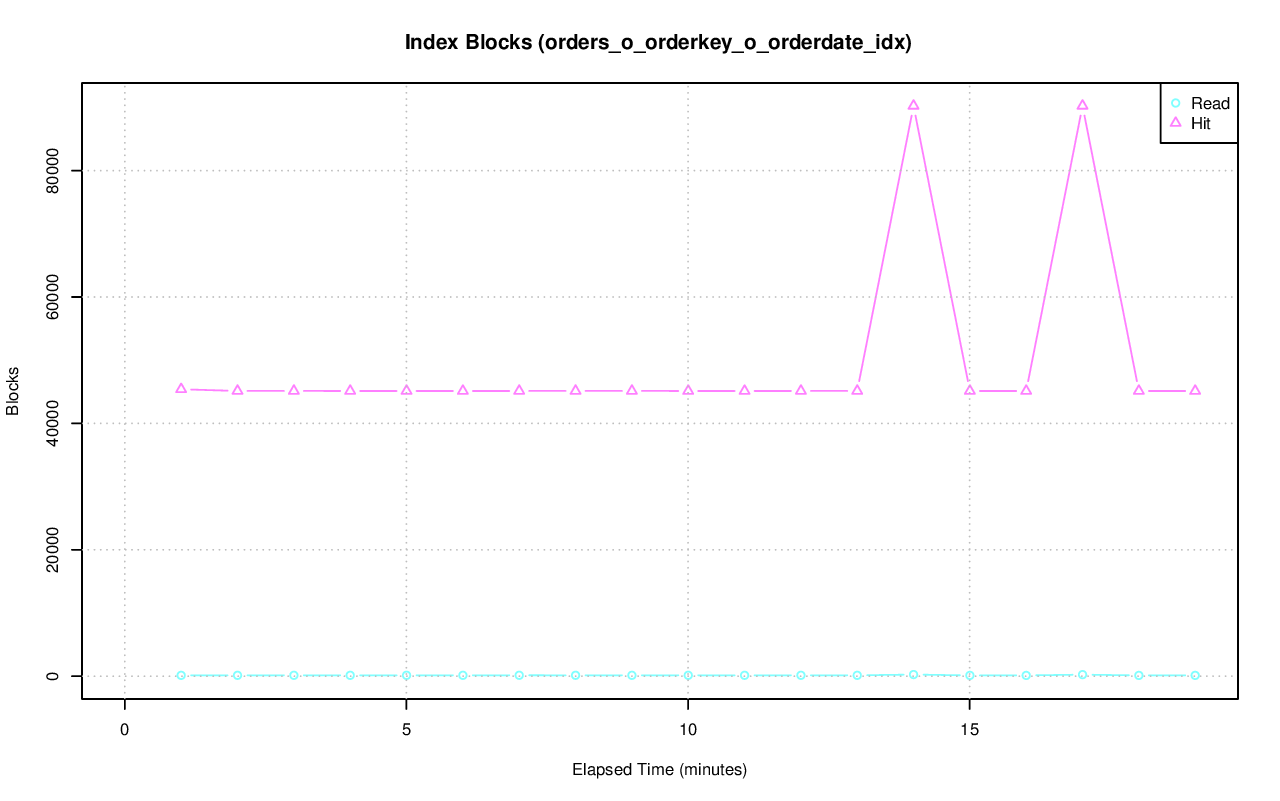 Index Blocks (orders_o_orderkey_o_orderdate_idx)
Read
Hit
Blocks
80000
60000
40000
20000
0
0 5 10 15
Elapsed Time (minutes)